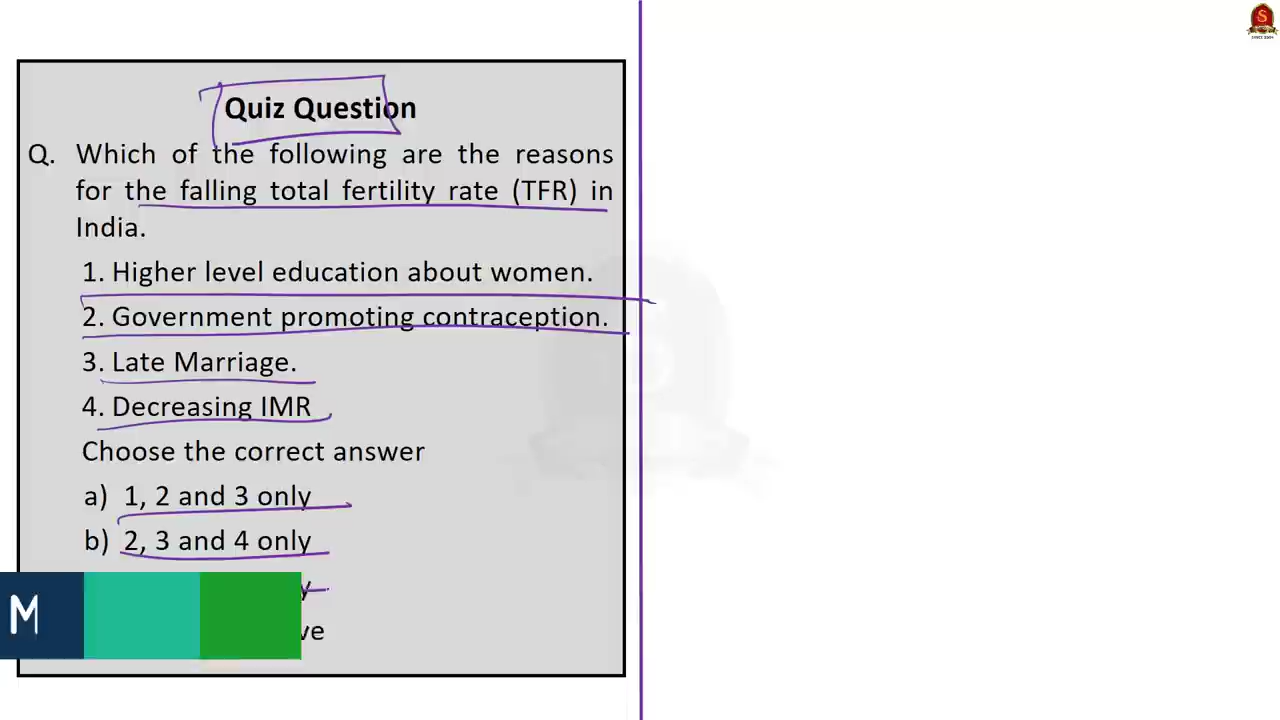 Quiz Question
Q. Which of the following are the reasons
for the falling total fertility rate (TFR) in
India.
1. Higher level education about women.
2. Government promoting contraception.
3. Late Marriage.
4. Decreasing IMR
Choose the correct answer
a) 1, 2 and 3 only
b) 2, 3 and 4 only
M